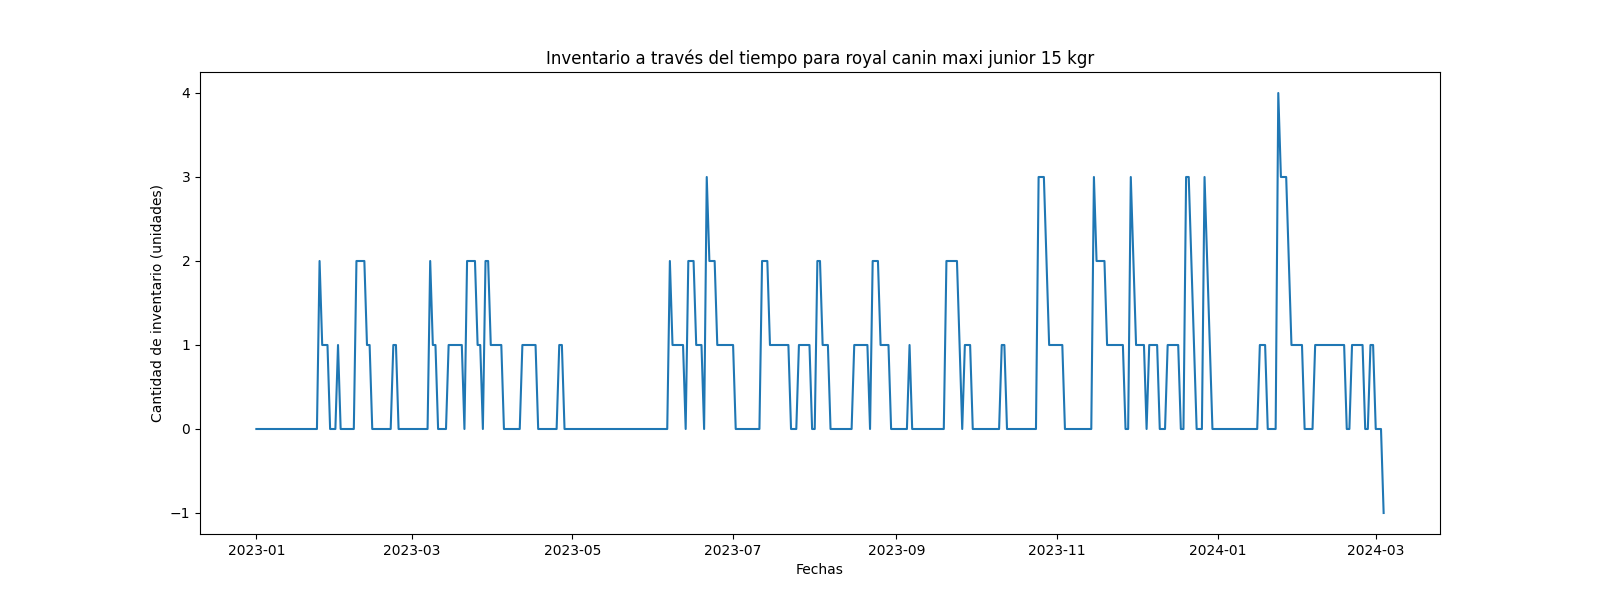 Inventario a través del tiempo para royal canin maxi junior 15 kgr
Cantidad de inventario (unidades)
4
3
2
1
0
−1
2023-01 2023-03 2023-05 2023-07 2023-09 2023-11 2024-01 2024-03
Fechas